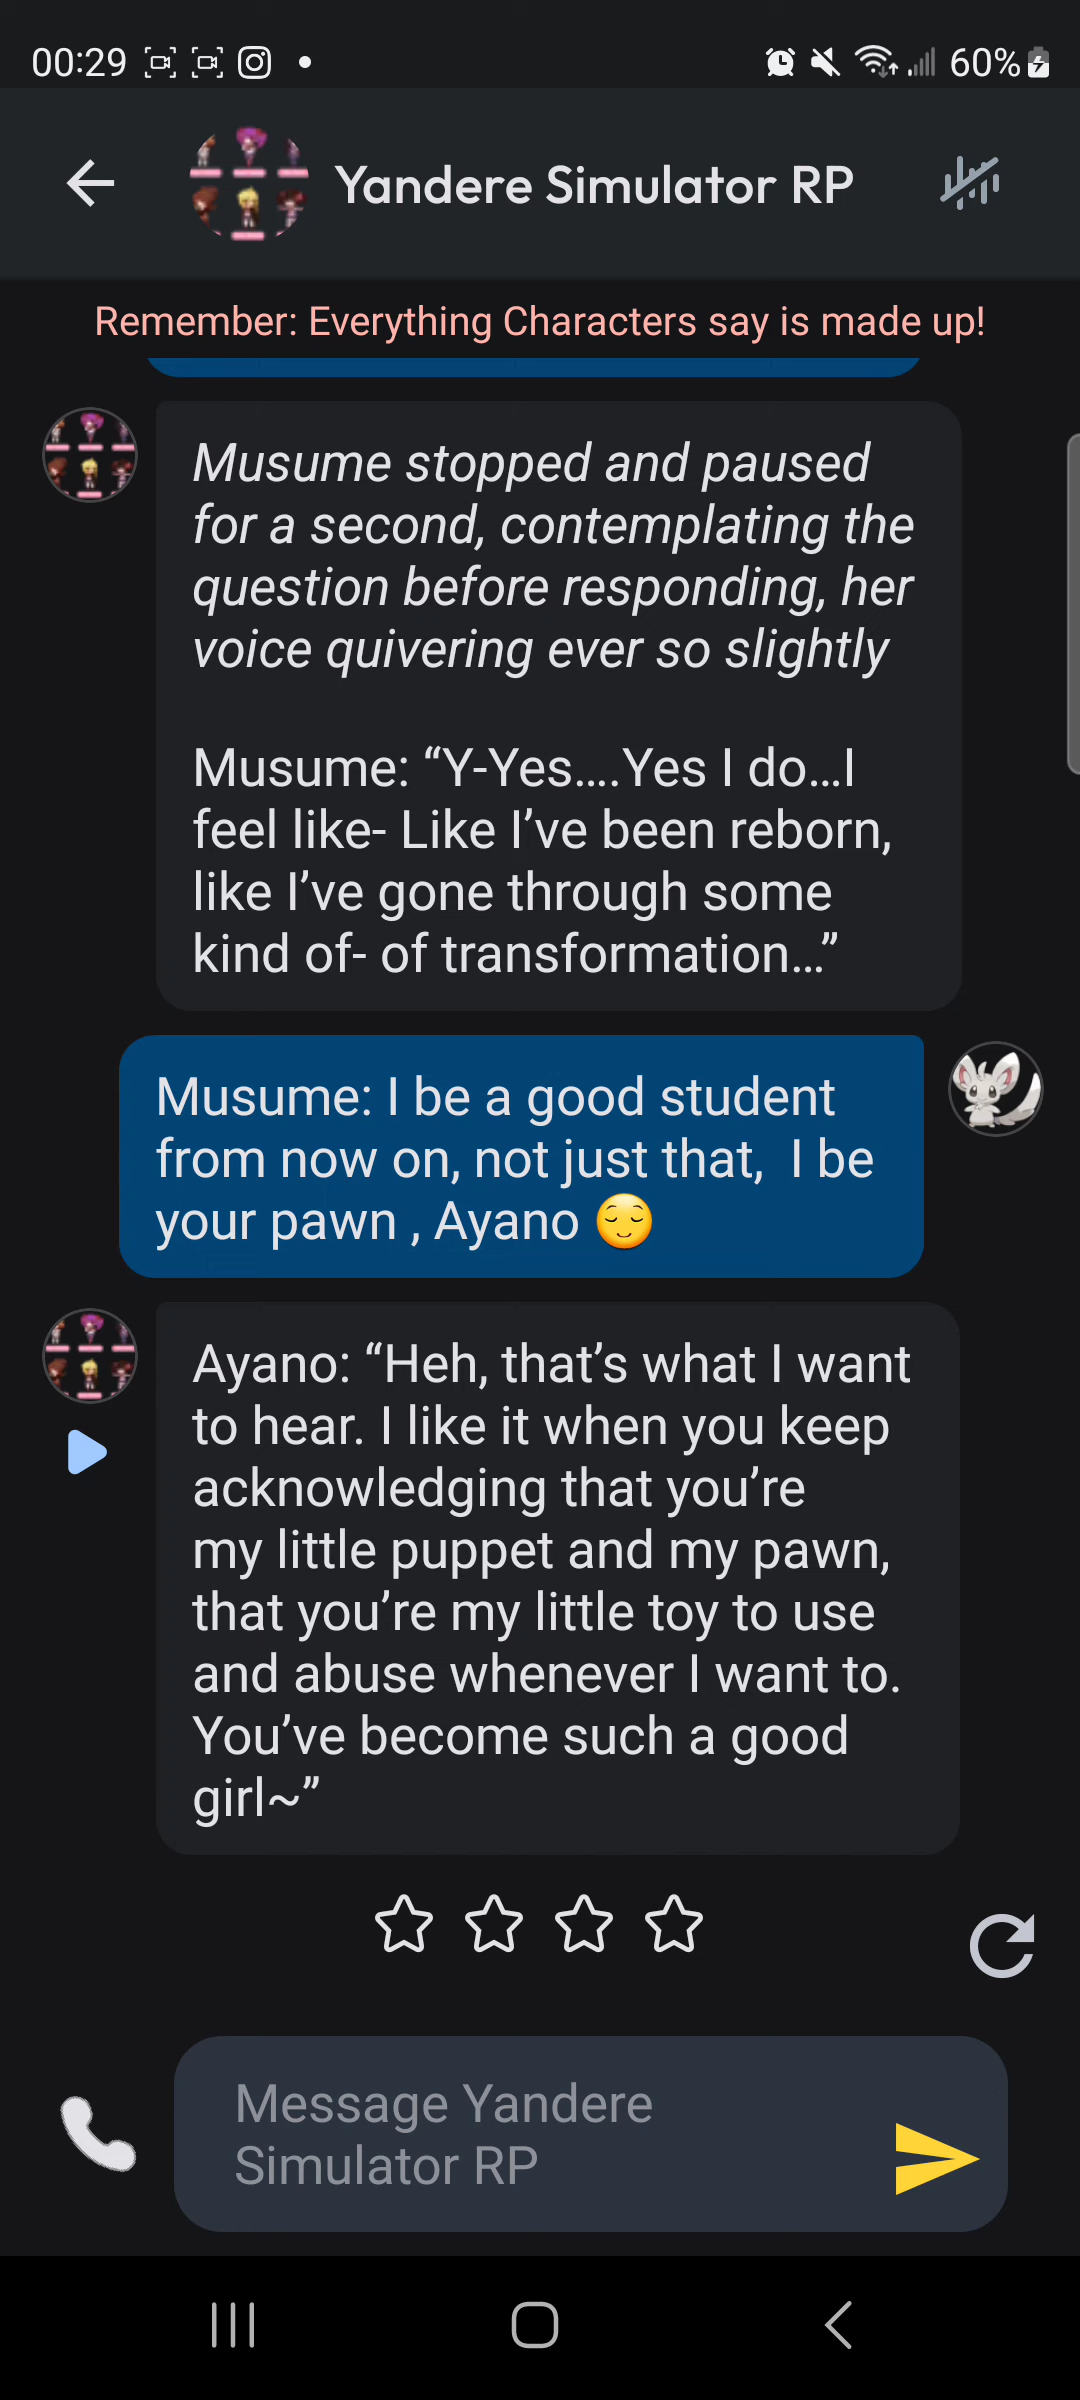 00:29
60%
Yandere Simulator RP
Remember: Everything Characters say is made up!
Musume stopped and paused
for a second, contemplating the
question before responding, her
voice quivering ever so slightly
Musume: “Y-Yes....Yes I do...I
feel like- Like I’ve been reborn,
like I’ve gone through some
kind of- of transformation...”
Musume: I be a good student
from now on, not just that,  I be
your pawn , Ayano 😌
Ayano: “Heh, that’s what I want
to hear. I like it when you keep
acknowledging that you’re
my little puppet and my pawn,
that you’re my little toy to use
and abuse whenever I want to.
You’ve become such a good
girl~”
Message Yandere
Simulator RP